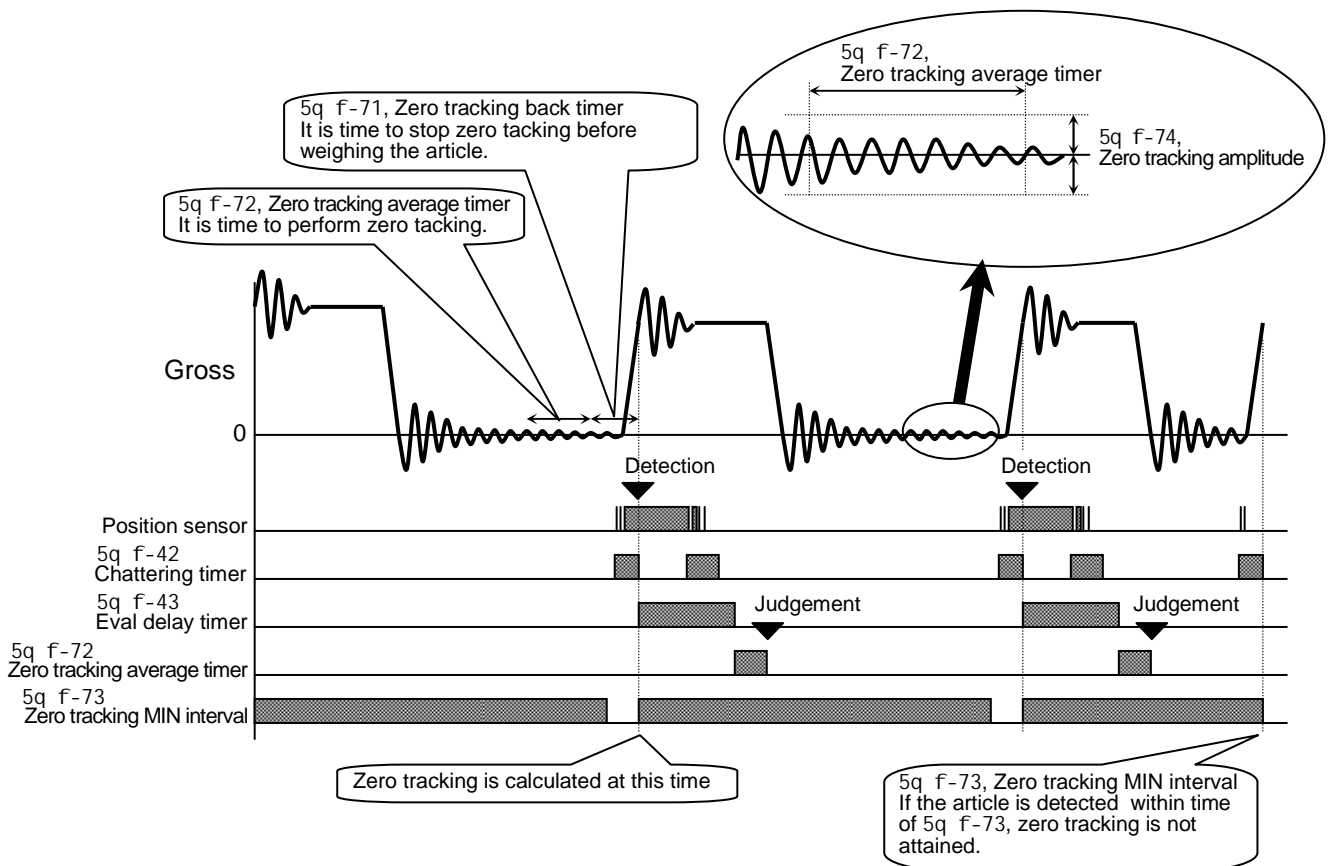 5q f-72,
Zero tracking average timer
5q f-74,
Zero tracking amplitude
5q f-71, Zero tracking back timer
It is time to stop zero tacking before
weighing the article.
5q f-72, Zero tracking average timer
It is time to perform zero tacking.
Gross
0
Detection
Detection
Position sensor
5q f-42
Chattering timer
5q f-43
Eval delay timer
Judgement
Judgement
5q f-72
Zero tracking average timer
5q f-73
Zero tracking MIN interval
Zero tracking is calculated at this time
5q f-73, Zero tracking MIN interval
If the article is detected within time
of 5q f-73, zero tracking is not
attained.